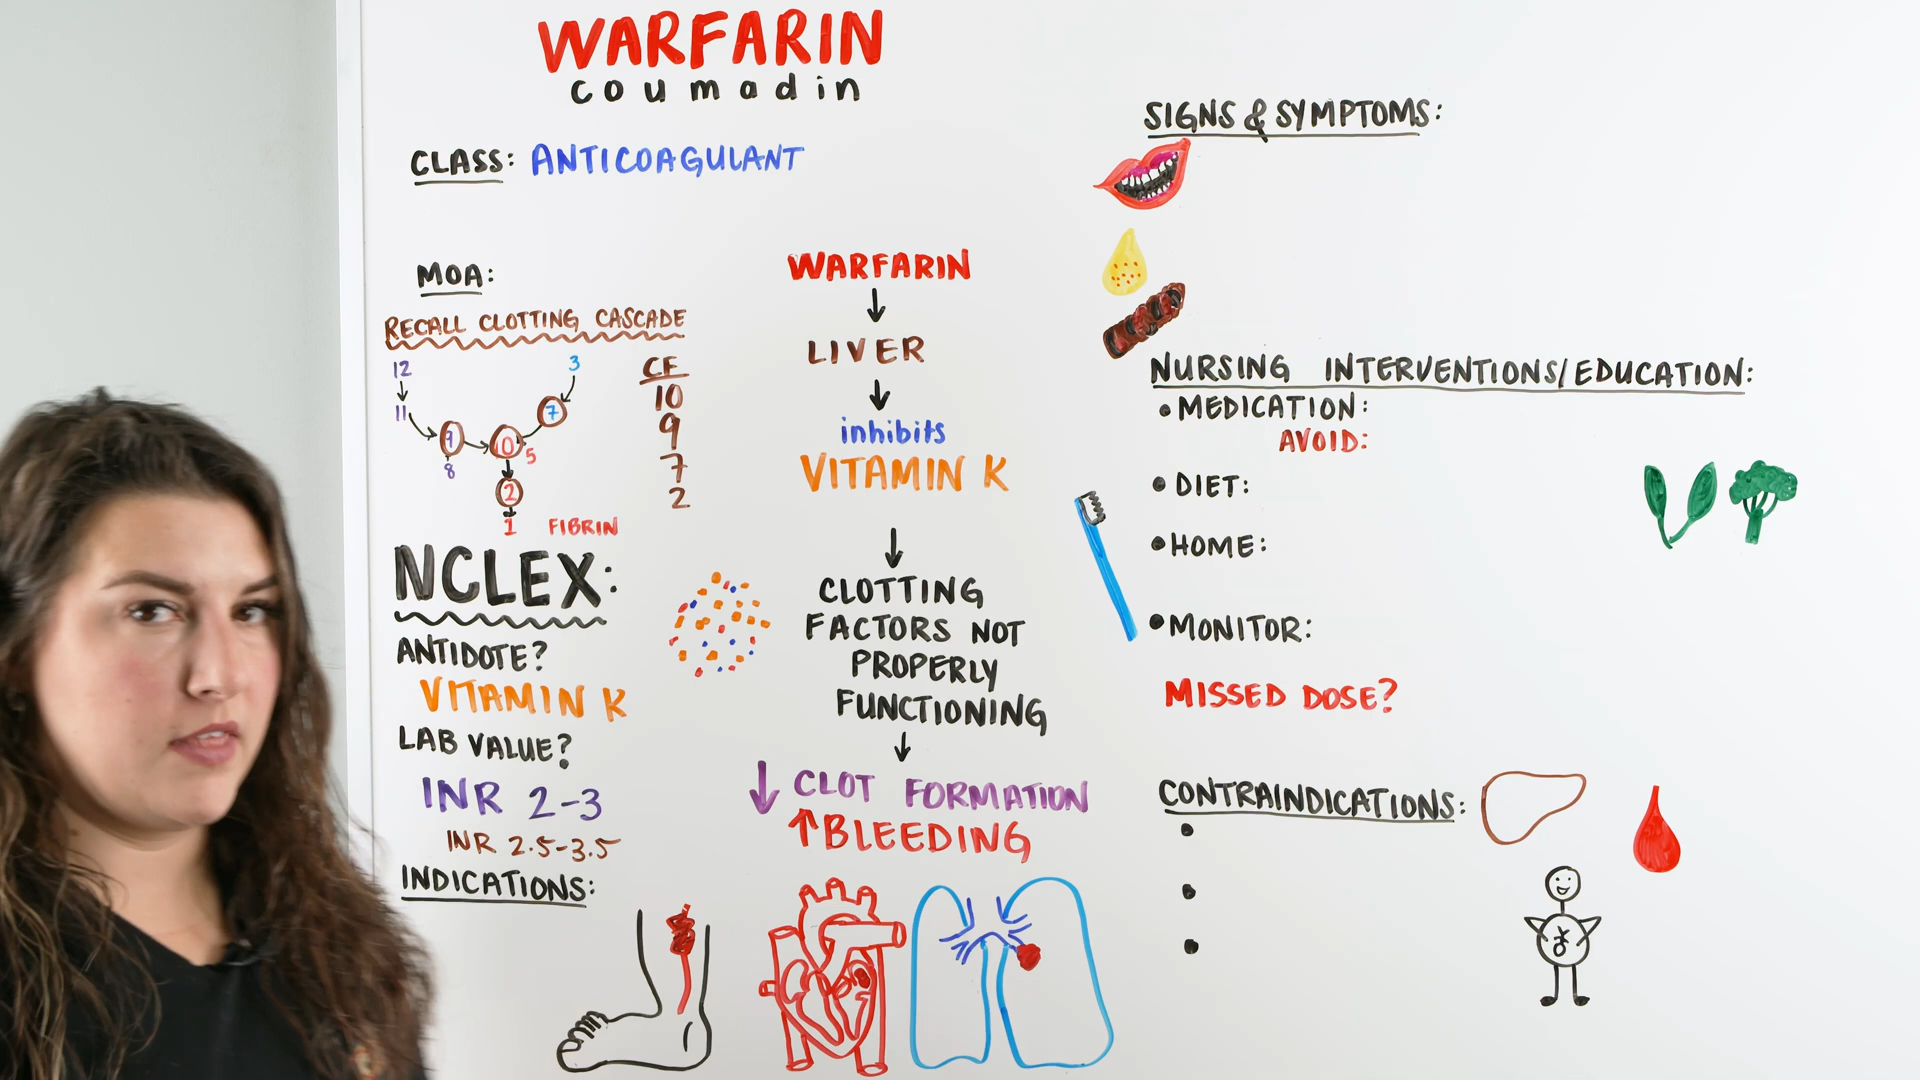 WARFARIN
coumadin
CLASS: ANTICOAGULANT
MOA:
RECALL CLOTTING CASCADE
12
3
11
7
9
10
8
5
2
1 FIBRIN
CF
10
9
7
2
NCLEX:
ANTIDOTE?
VITAMIN K
LAB VALUE?
INR 2-3
INR 2.5-3.5
INDICATIONS:
WARFARIN
LIVER
inhibits
VITAMIN K
CLOTTING
FACTORS NOT
PROPERLY
FUNCTIONING
↓ CLOT FORMATION
↑ BLEEDING
SIGNS & SYMPTOMS:
NURSING INTERVENTIONS/EDUCATION:
• MEDICATION:
AVOID:
• DIET:
• HOME:
• MONITOR:
MISSED DOSE?
CONTRAINDICATIONS: